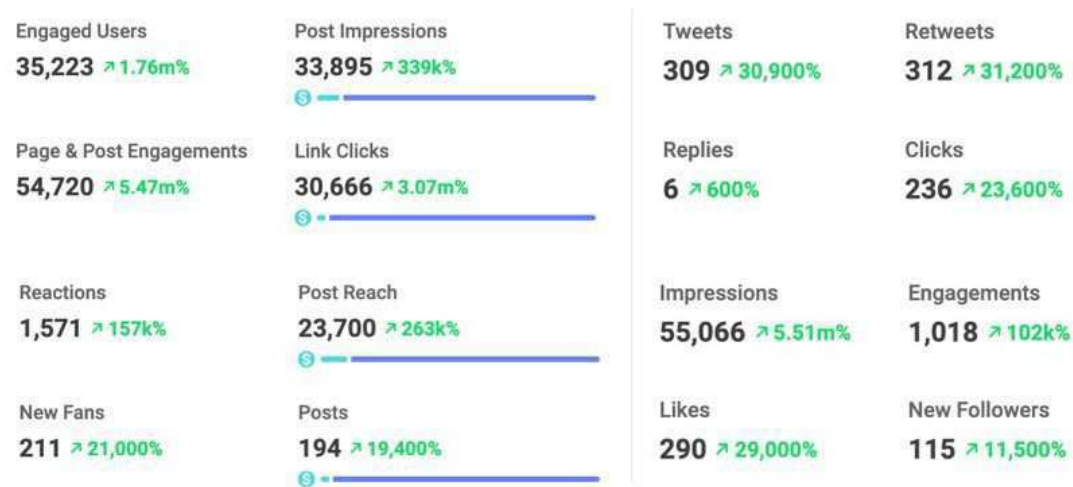 Engaged Users
35,223 ↗1.76m%
Post Impressions
33,895 ↗339k%
Page & Post Engagements
54,720 ↗5.47m%
Link Clicks
30,666 ↗3.07m%
Reactions
1,571 ↗157k%
Post Reach
23,700 ↗263k%
New Fans
211 ↗21,000%
Posts
194 ↗19,400%
Tweets
309 ↗30,900%
Retweets
312 ↗31,200%
Replies
6 ↗600%
Clicks
236 ↗23,600%
Impressions
55,066 ↗5.51m%
Engagements
1,018 ↗102k%
Likes
290 ↗29,000%
New Followers
115 ↗11,500%